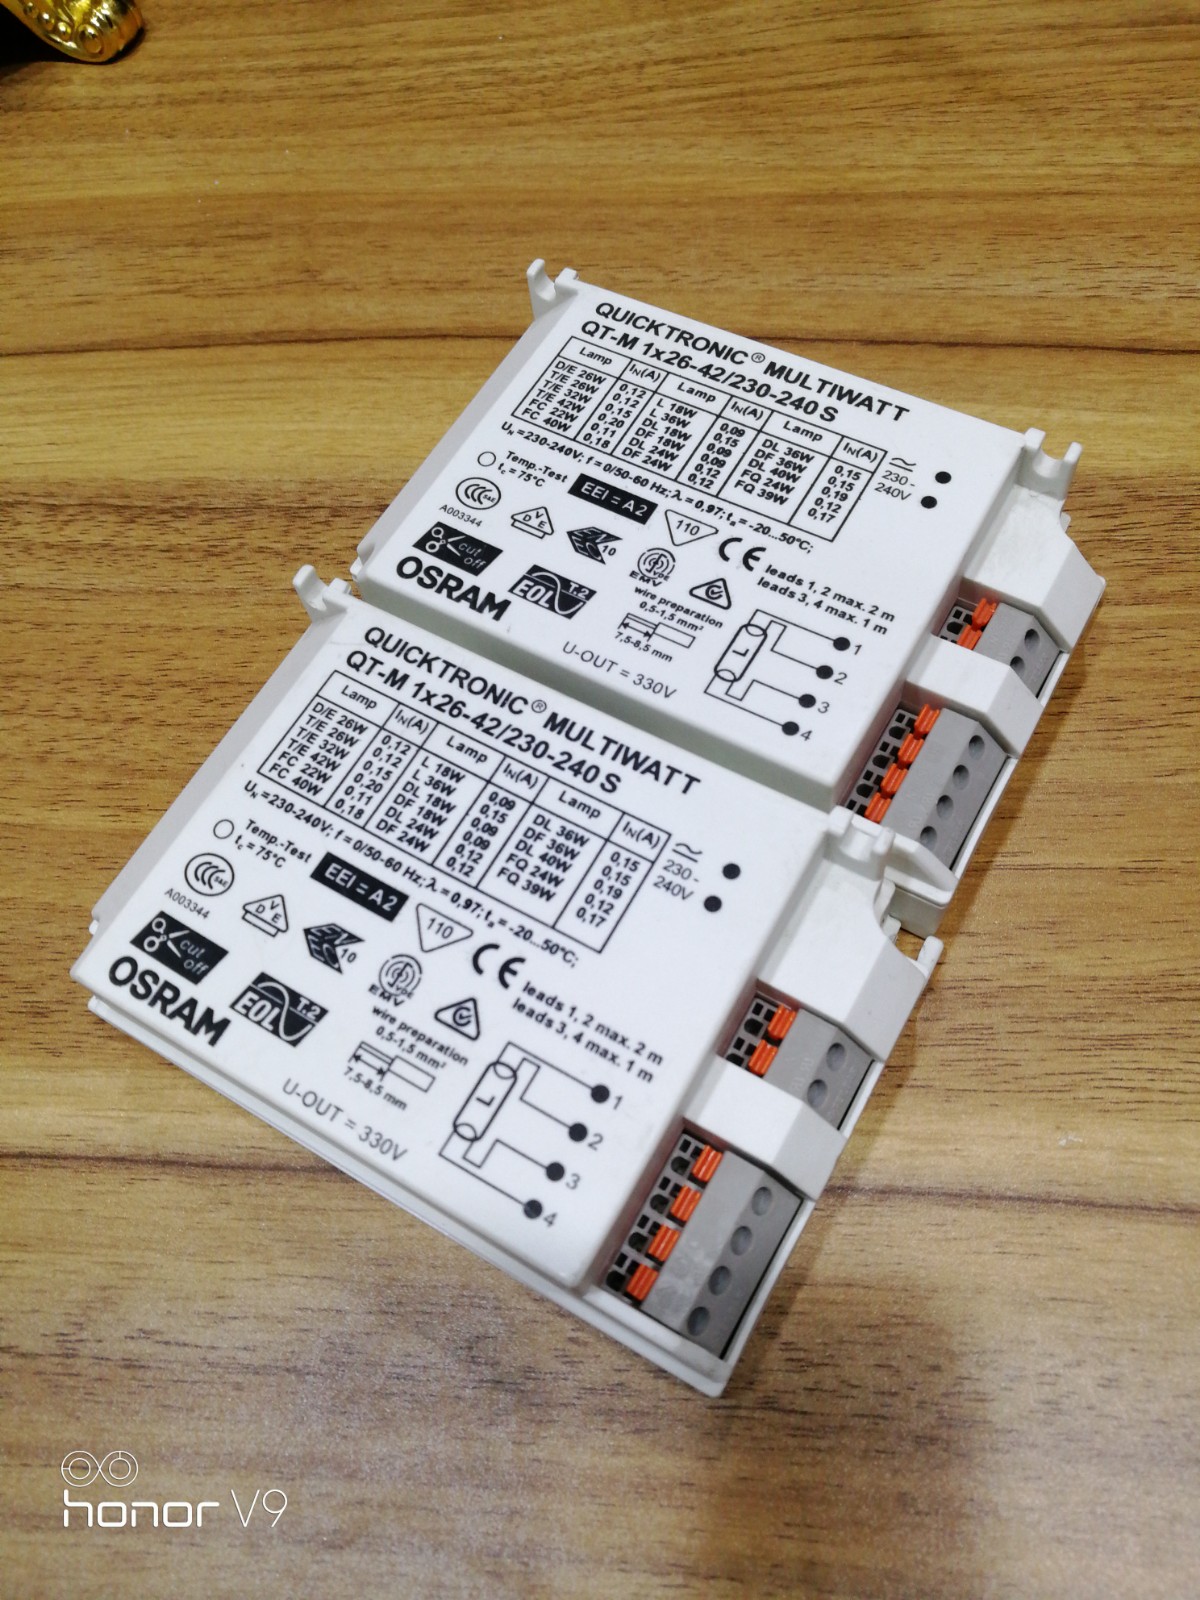 QUICKTRONIC® MULTIWATT
QT-M 1x26-42/230-240 S
Lamp IN(A) Lamp IN(A) Lamp IN(A)
D/E 26W 0,12 L 18W 0,09 DL 36W 0,15
T/E 26W 0,12 L 36W 0,15 DF 36W 0,15
T/E 32W 0,15 DL 18W 0,09 DL 40W 0,19
T/E 42W 0,20 DF 18W 0,09 FQ 24W 0,12
FC 22W 0,11 DL 24W 0,12 FQ 39W 0,17
FC 40W 0,18 DF 24W 0,12
230-
240V
UN =230-240V; f = 0/50-60 Hz; λ = 0,97; ta = -20...50°C;
Temp.-Test
tc = 75°C
EEI = A2
110
CE
A003344
S&E
VDE
10
VDE
EMV
cut
off
EQL T.2
OSRAM
leads 1, 2 max. 2 m
leads 3, 4 max. 1 m
wire preparation
0,5-1,5 mm²
7,5-8,5 mm
U-OUT = 330V
L
1
2
3
4
QUICKTRONIC® MULTIWATT
QT-M 1x26-42/230-240 S
Lamp IN(A) Lamp IN(A) Lamp IN(A)
D/E 26W 0,12 L 18W 0,09 DL 36W 0,15
T/E 26W 0,12 L 36W 0,15 DF 36W 0,15
T/E 32W 0,15 DL 18W 0,09 DL 40W 0,19
T/E 42W 0,20 DF 18W 0,09 FQ 24W 0,12
FC 22W 0,11 DL 24W 0,12 FQ 39W 0,17
FC 40W 0,18 DF 24W 0,12
230-
240V
UN =230-240V; f = 0/50-60 Hz; λ = 0,97; ta = -20...50°C;
Temp.-Test
tc = 75°C
EEI = A2
110
CE
A003344
S&E
VDE
10
VDE
EMV
cut
off
EQL T.2
OSRAM
leads 1, 2 max. 2 m
leads 3, 4 max. 1 m
wire preparation
0,5-1,5 mm²
7,5-8,5 mm
U-OUT = 330V
L
1
2
3
4
honor V9